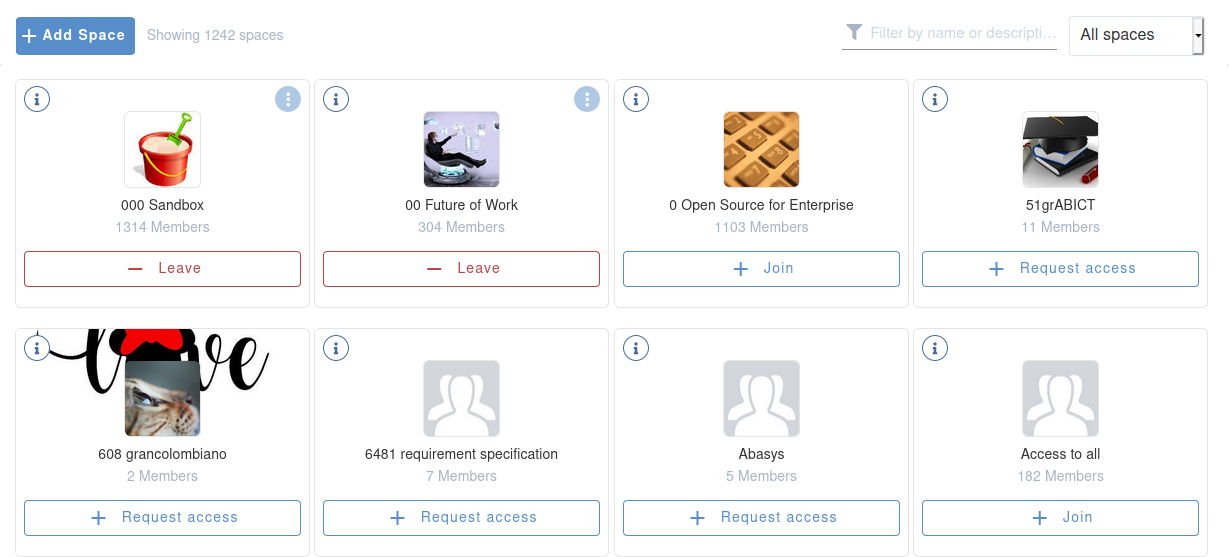 + Add Space
Showing 1242 spaces
Filter by name or descripti...
All spaces
000 Sandbox
1314 Members
Leave
00 Future of Work
304 Members
Leave
0 Open Source for Enterprise
1103 Members
Join
51grABICT
11 Members
Request access
love
608 grancolombiano
2 Members
Request access
6481 requirement specification
7 Members
Request access
Abasys
5 Members
Request access
Access to all
182 Members
Join